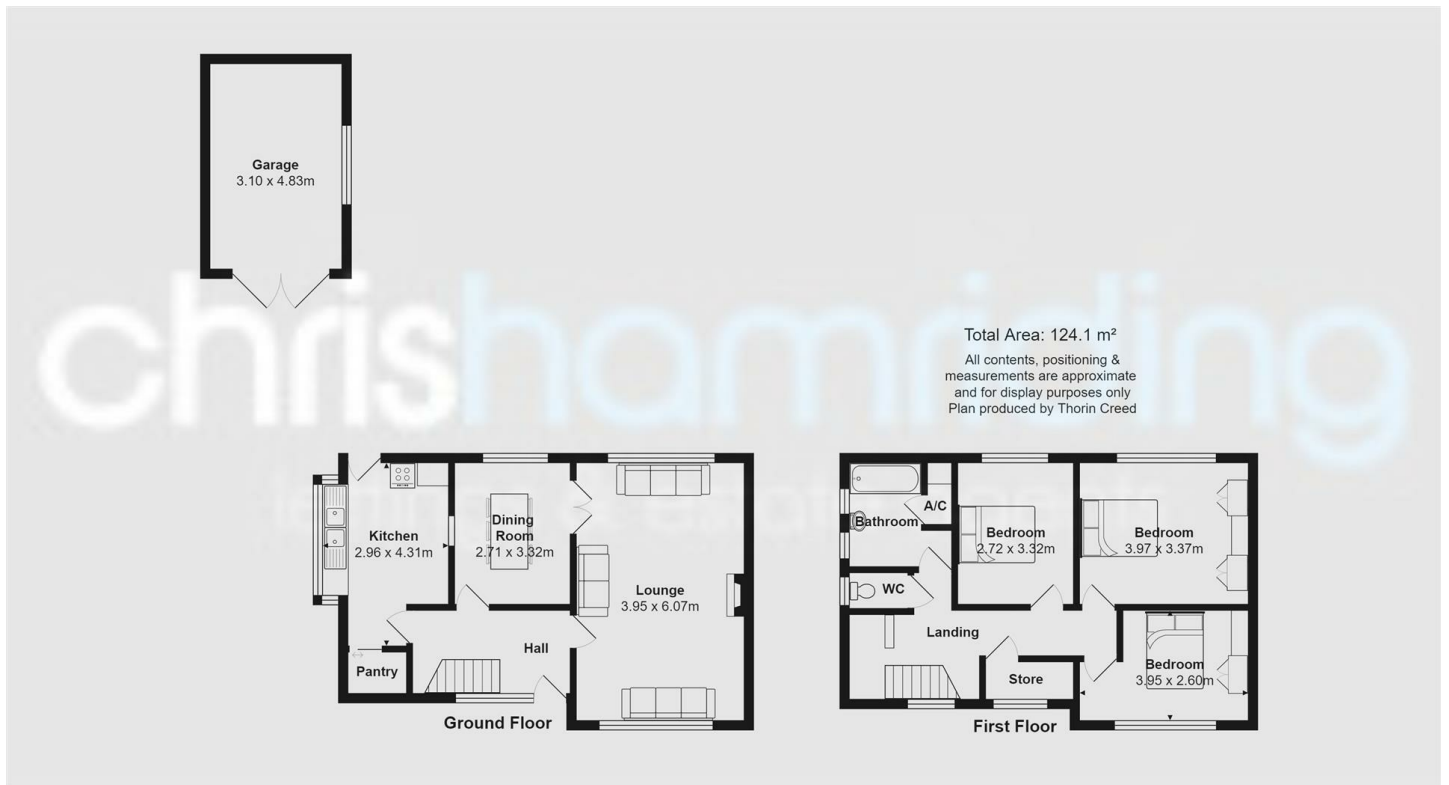 Garage
3.10 x 4.83m
chrishamriding
Total Area: 124.1 m²
All contents, positioning &
measurements are approximate
and for display purposes only
Plan produced by Thorin Creed
Kitchen
2.96 x 4.31m
Dining
Room
2.71 x 3.32m
Lounge
3.95 x 6.07m
Hall
Pantry
Ground Floor
Bathroom
A/C
WC
Bedroom
2.72 x 3.32m
Bedroom
3.97 x 3.37m
Landing
Store
Bedroom
3.95 x 2.60m
First Floor